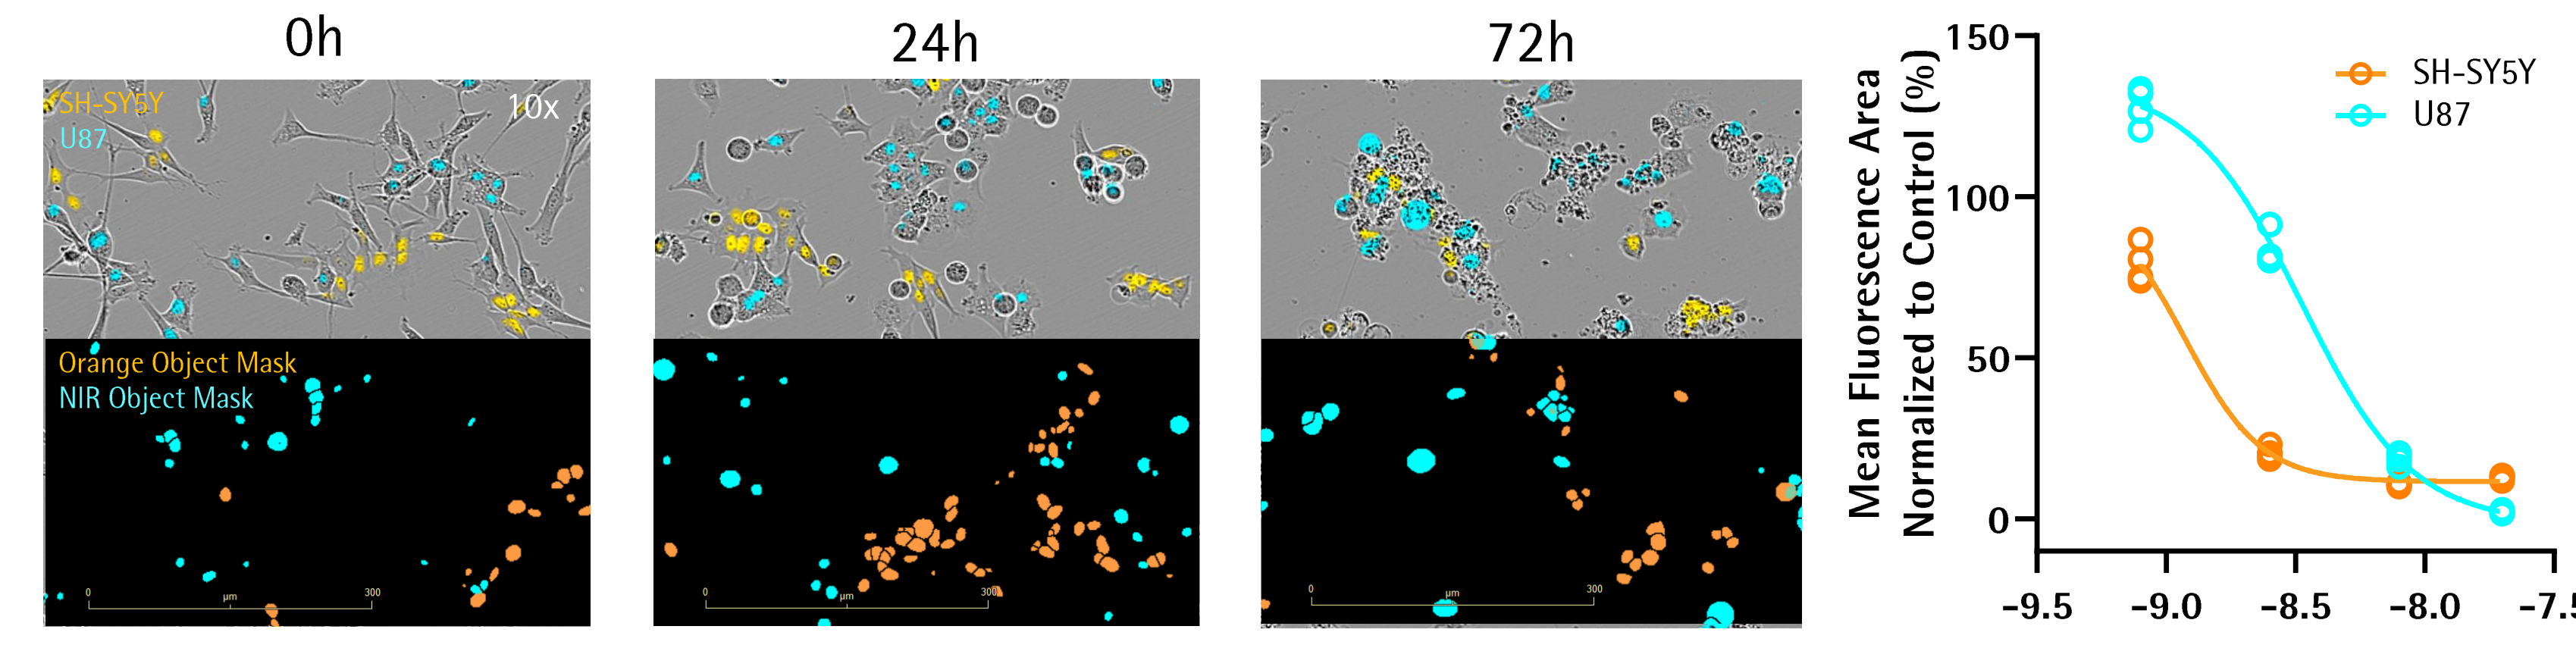 0h
24h
72h
SH-SY5Y
U87
10x
Orange Object Mask
NIR Object Mask
0
µm
300
0
µm
300
0
µm
300
Mean Fluorescence Area
Normalized to Control (%)
150
100
50
0
SH-SY5Y
U87
-9.5
-9.0
-8.5
-8.0